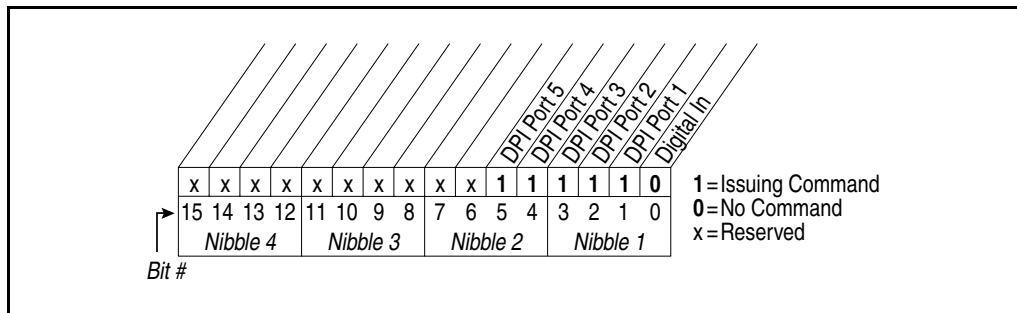 DPI Port 5
DPI Port 4
DPI Port 3
DPI Port 2
DPI Port 1
Digital In
x x x x x x x x x x 1 1 1 1 1 0
15 14 13 12 11 10 9 8 7 6 5 4 3 2 1 0
Nibble 4 Nibble 3 Nibble 2 Nibble 1
Bit #
1=Issuing Command
0=No Command
x=Reserved